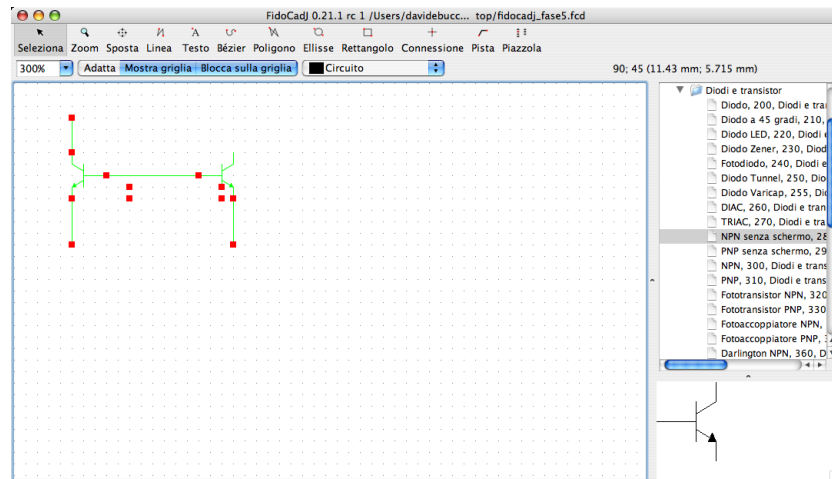 FidoCadJ 0.21.1 rc 1 /Users/davidebucc... top/fidocadj_fase5.fcd
Seleziona Zoom Sposta Linea Testo Bézier Poligono Ellisse Rettangolo Connessione Pista Piazzola
300% Adatta Mostra griglia Blocca sulla griglia Circuito 90; 45 (11.43 mm; 5.715 mm)
Diodi e transistor
Diodo, 200, Diodi e tra
Diodo a 45 gradi, 210,
Diodo LED, 220, Diodi e
Diodo Zener, 230, Diod
Fotodiodo, 240, Diodi e
Diodo Tunnel, 250, Dio
Diodo Varicap, 255, Di
DIAC, 260, Diodi e tran
TRIAC, 270, Diodi e tra
NPN senza schermo, 28
PNP senza schermo, 29
NPN, 300, Diodi e trans
PNP, 310, Diodi e trans
Fototransistor NPN, 320
Fototransistor PNP, 330
Fotoaccoppiatore NPN,
Fotoaccoppiatore PNP,
Darlington NPN, 360, D